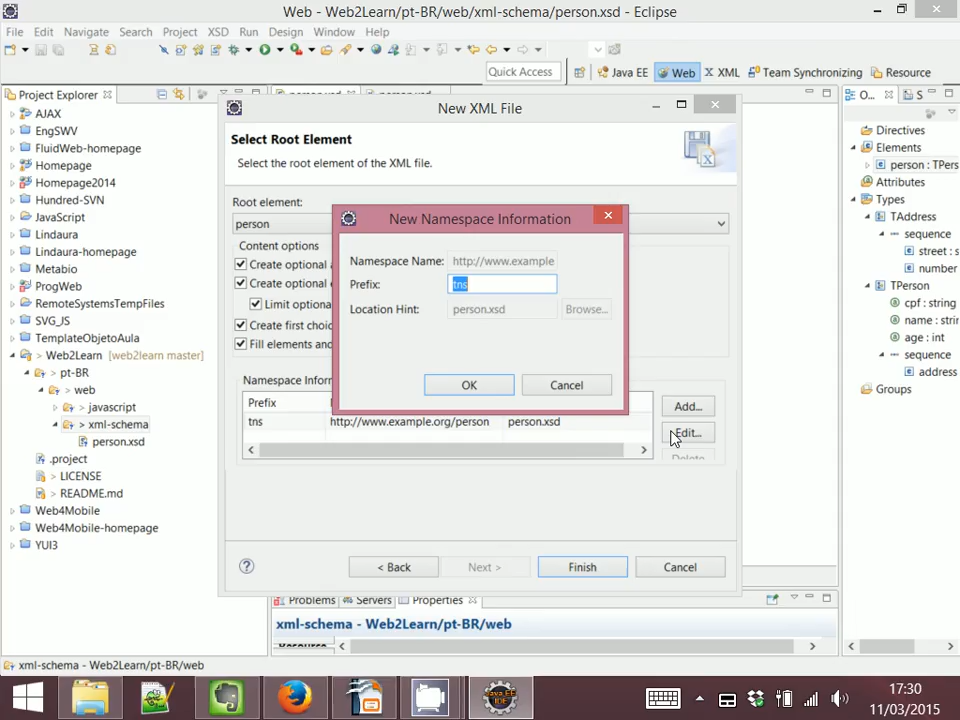 Web - Web2Learn/pt-BR/web/xml-schema/person.xsd - Eclipse
File Edit Navigate Search Project XSD Run Design Window Help
Quick Access
Java EE
Web
XML
Team Synchronizing
Resource
Project Explorer
AJAX
EngSWV
FluidWeb-homepage
Homepage
Homepage2014
Hundred-SVN
JavaScript
Lindaura
Lindaura-homepage
Metabio
ProgWeb
RemoteSystemsTempFiles
SVG_JS
TemplateObjetoAula
> Web2Learn [web2learn master]
> pt-BR
> web
> javascript
> xml-schema
person.xsd
.project
LICENSE
README.md
Web4Mobile
Web4Mobile-homepage
YUI3
New XML File
Select Root Element
Select the root element of the XML file.
Root element:
person
Content options
Create optional a
Create optional
Limit optiona
Create first choic
Fill elements and
Namespace Inforr
Prefix
tns http://www.example.org/person person.xsd
Add...
Edit...
Delete
< Back
Next >
Finish
Cancel
New Namespace Information
Namespace Name: http://www.example
Prefix: tns
Location Hint: person.xsd Browse...
OK
Cancel
O...
S
Directives
Elements
person : TPers
Attributes
Types
TAddress
sequence
street : s
number
TPerson
cpf : string
name : strin
age : int
sequence
address
Groups
Problems
Servers
Properties
xml-schema - Web2Learn/pt-BR/web
xml-schema - Web2Learn/pt-BR/web
Java EE
IDE
17:30
11/03/2015